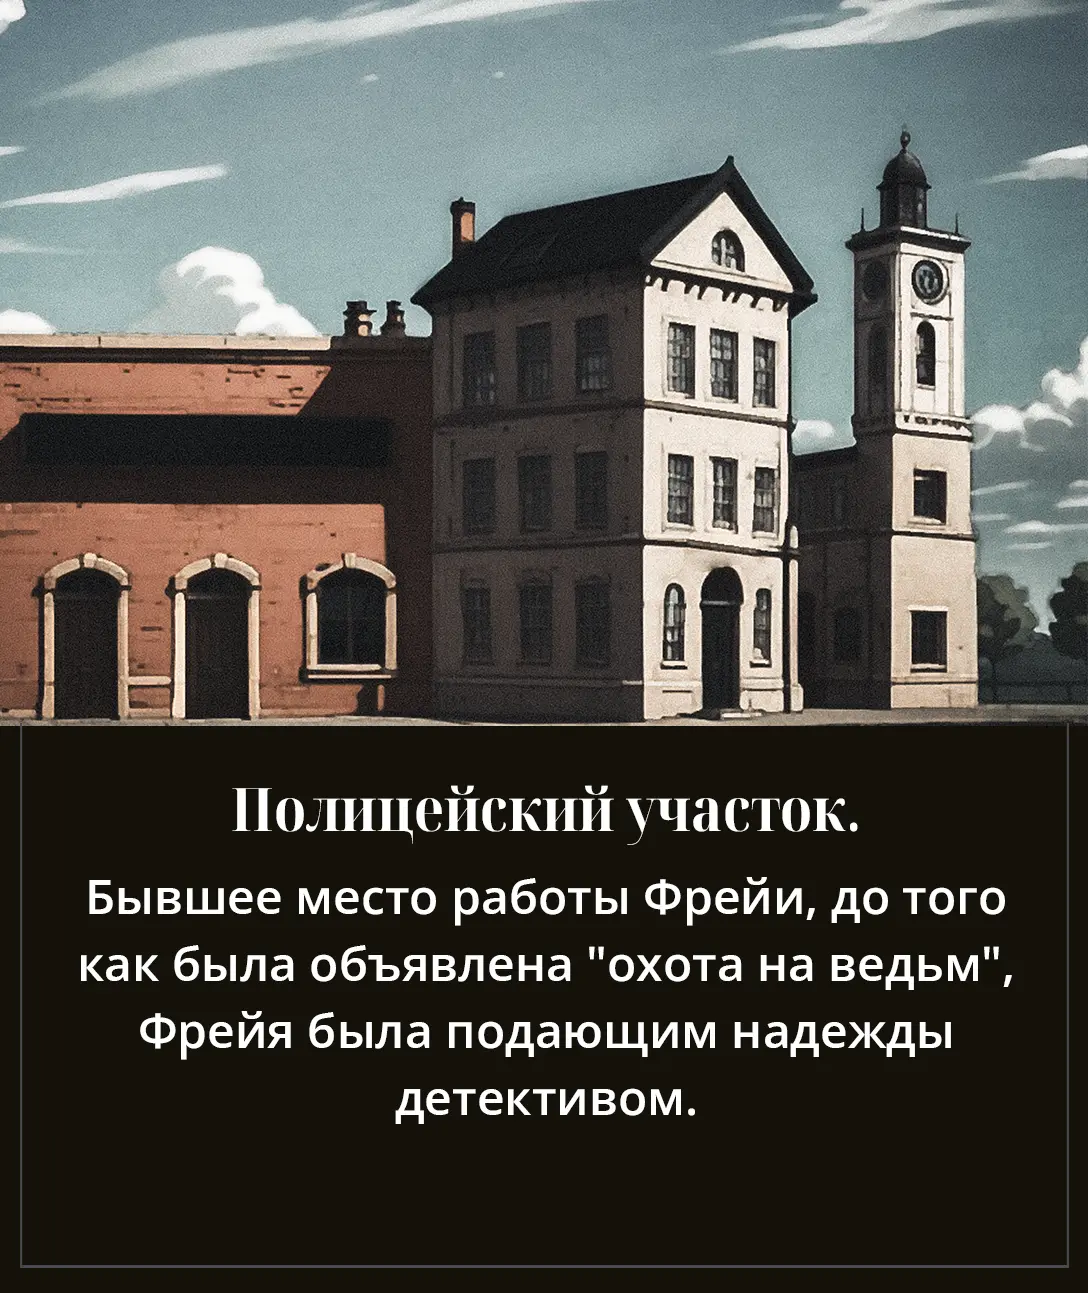 Полицейский участок.
Бывшее место работы Фрейи, до того
как была объявлена "охота на ведьм",
Фрейя была подающим надежды
детективом.